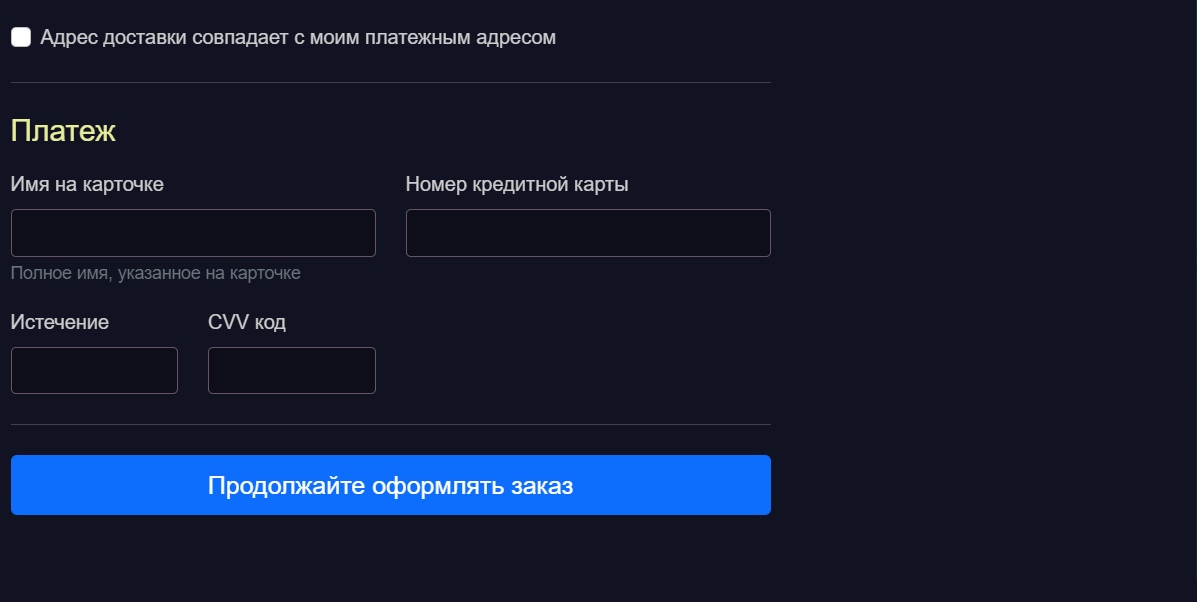 Адрес доставки совпадает с моим платежным адресом
Платеж
Имя на карточке
Номер кредитной карты
Полное имя, указанное на карточке
Истечение
CVV код
Продолжайте оформлять заказ